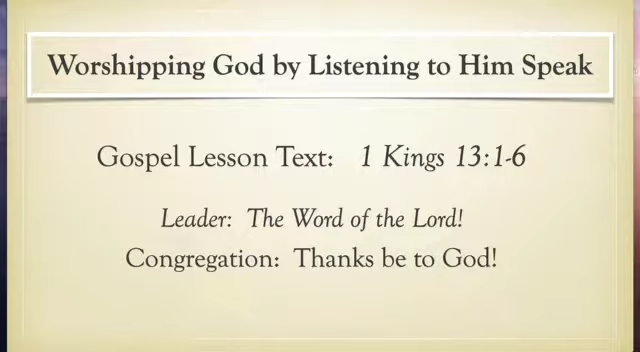 Worshipping God by Listening to Him Speak
Gospel Lesson Text: 1 Kings 13:1-6
Leader: The Word of the Lord!
Congregation: Thanks be to God!